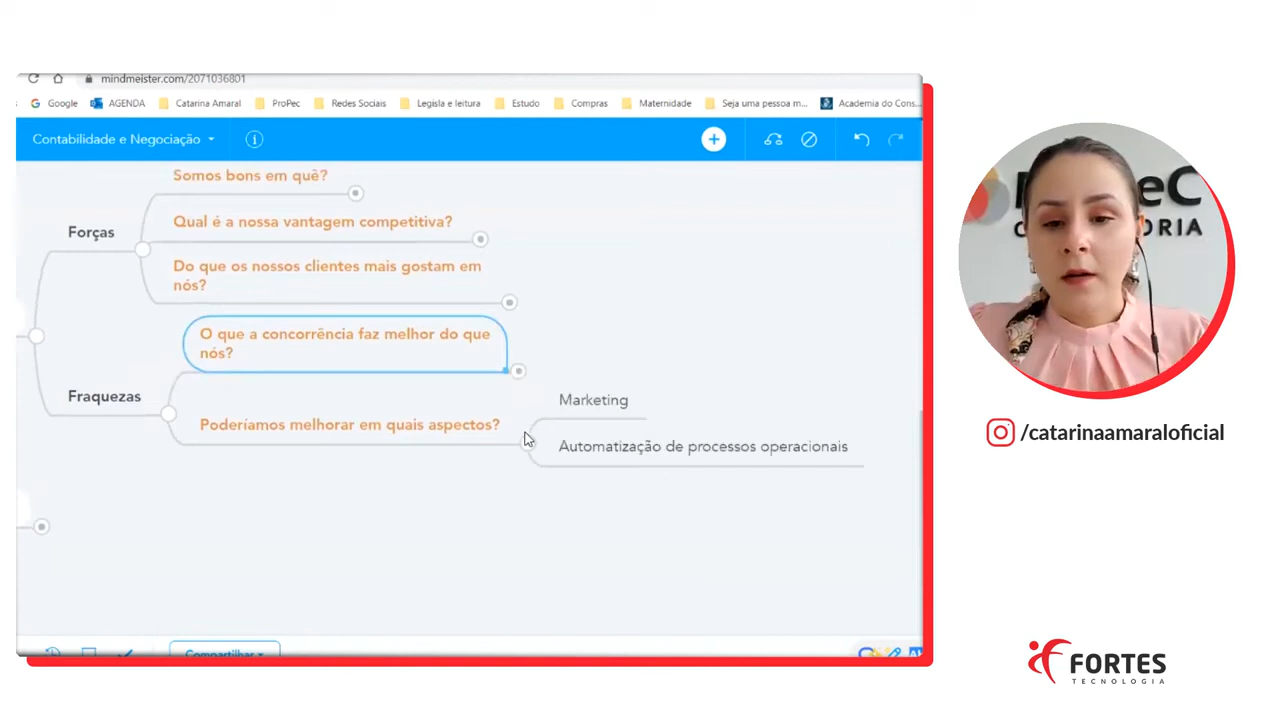 mindmeister.com/2071036801
Google AGENDA Catarina Amaral ProPec Redes Sociais Legisla e leitura Estudo Compras Maternidade Seja uma pessoa m... Academia do Cons...
Contabilidade e Negociação
Somos bons em quê?
Qual é a nossa vantagem competitiva?
Forças
Do que os nossos clientes mais gostam em
nós?
O que a concorrência faz melhor do que
nós?
Fraquezas
Poderíamos melhorar em quais aspectos?
Marketing
Automatização de processos operacionais
Compartilhar
/catarinaamaraloficial
FORTES
TECNOLOGIA